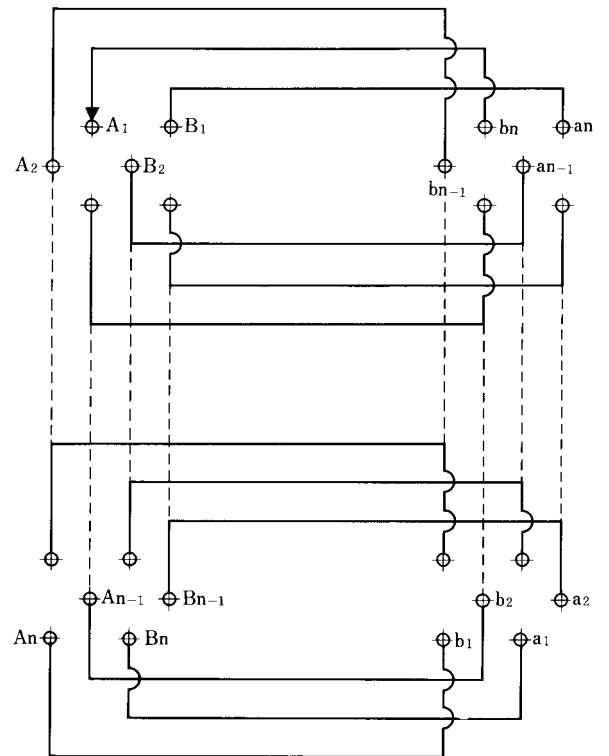 A₁ B₁ bn an
A₂ B₂ bn₋₁ an₋₁
An₋₁ Bn₋₁ b₂ a₂
An Bn b₁ a₁